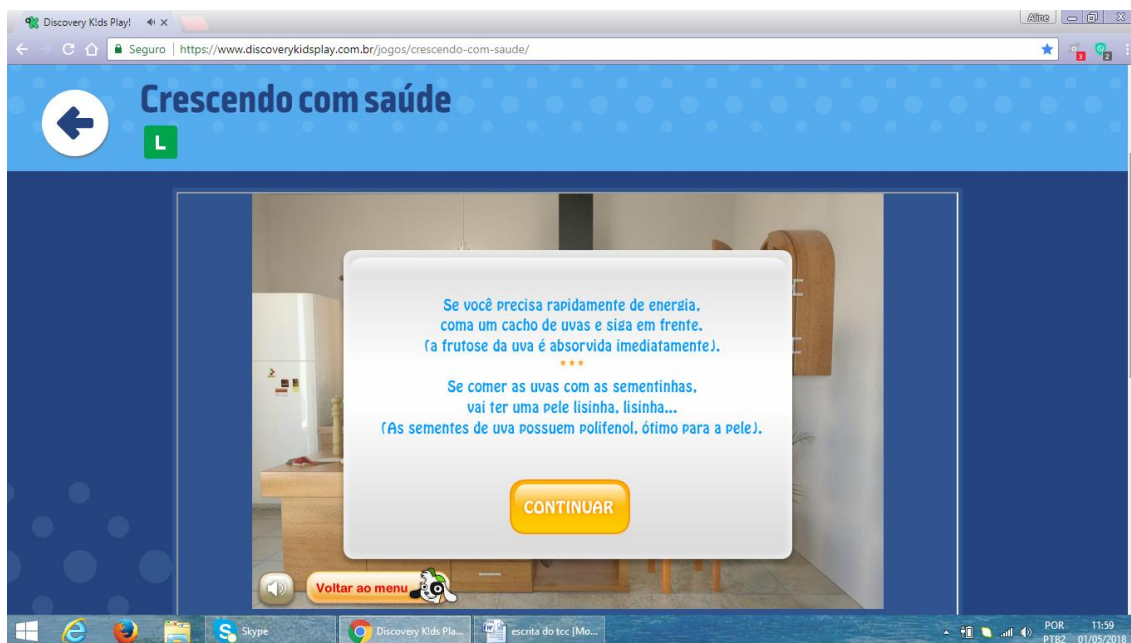 Discovery K!ds Play!
Aline
Seguro | https://www.discoverykidsplay.com.br/jogos/crescendo-com-saude/
3
2
Crescendo com saúde
L
Se você precisa rapidamente de energia,
coma um cacho de uvas e siga em frente.
(a frutose da uva é absorvida imediatamente).
***
Se comer as uvas com as sementinhas,
vai ter uma pele lisinha, lisinha...
(As sementes de uva possuem polifenol, ótimo para a pele).
CONTINUAR
Voltar ao menu
Skype
Discovery K!ds Pla...
escrita do tcc [Mo...
POR
PTB2
11:59
01/05/2018